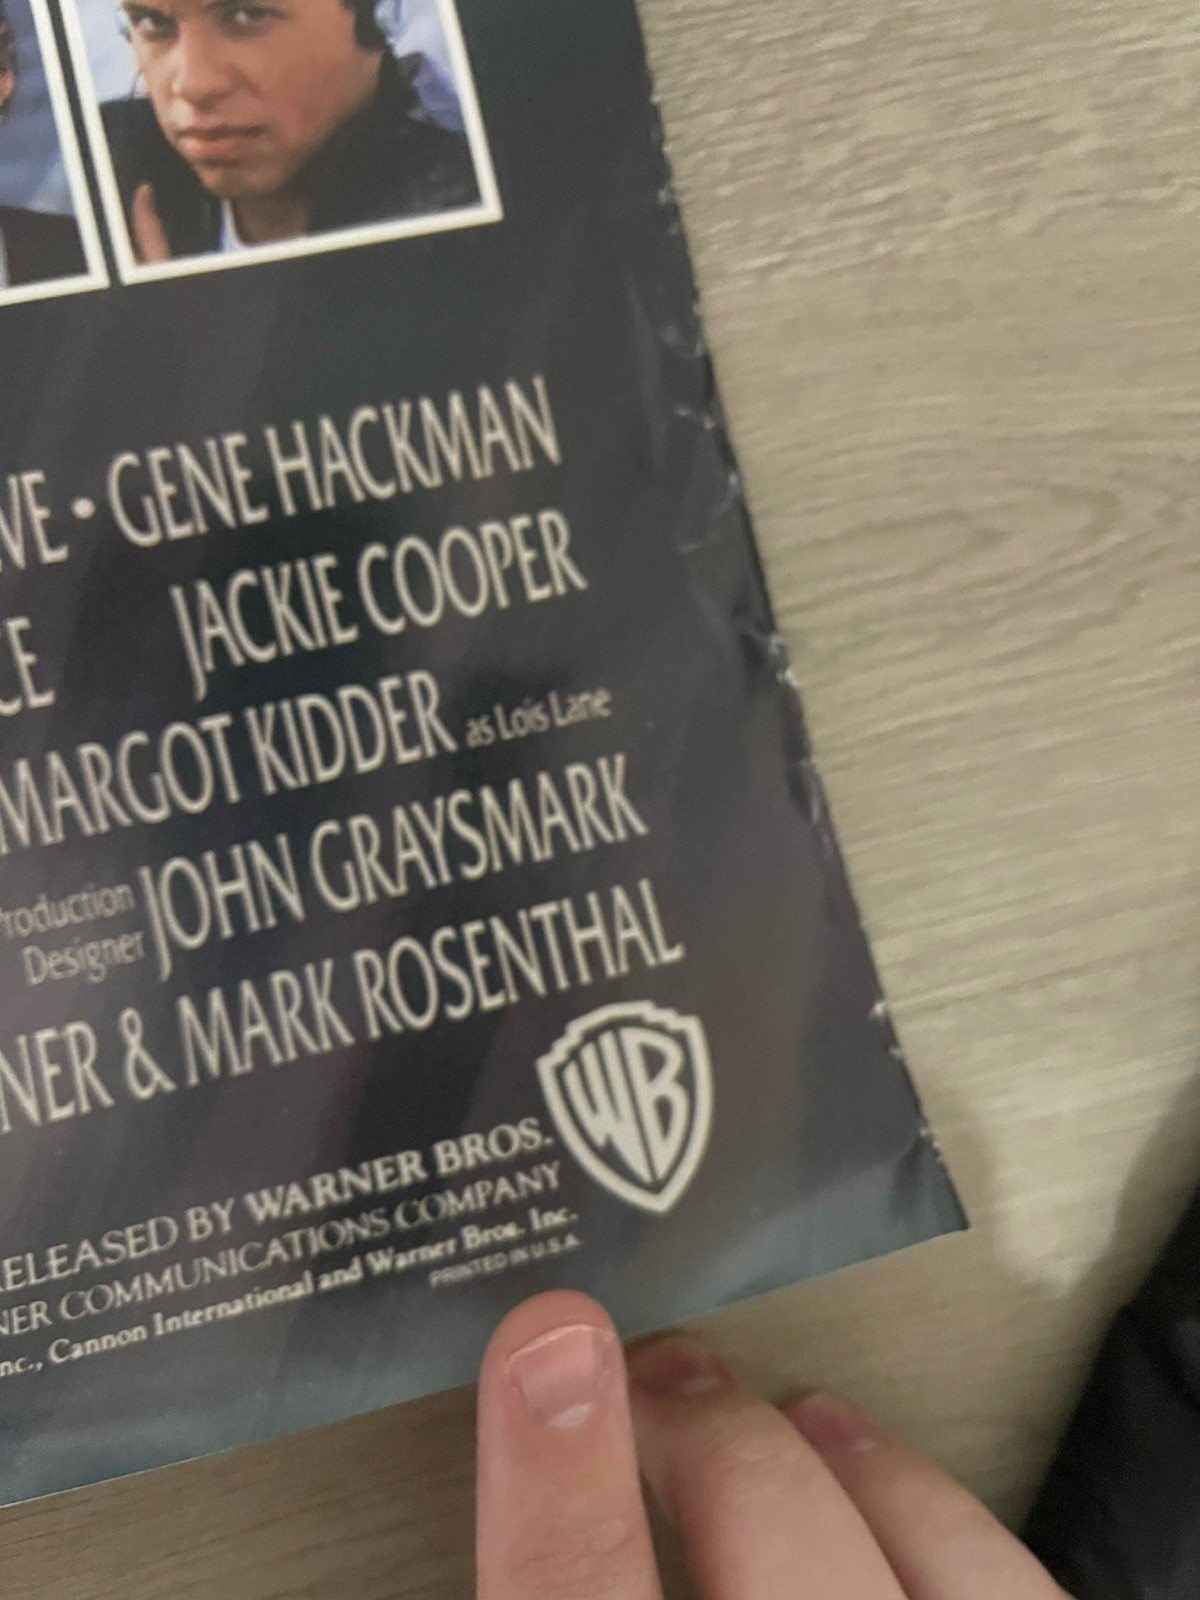 VE • GENE HACKMAN
CE JACKIE COOPER
MARGOT KIDDER as Lois Lane
Production
Designer JOHN GRAYSMARK
NER & MARK ROSENTHAL
WB
RELEASED BY WARNER BROS.
NER COMMUNICATIONS COMPANY
nc., Cannon International and Warner Bros. Inc.
PRINTED IN U.S.A.